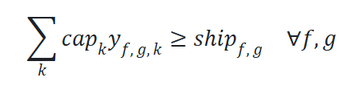 ∑_k cap_k y_{f,g,k} ≥ ship_{f,g} ∀f,g